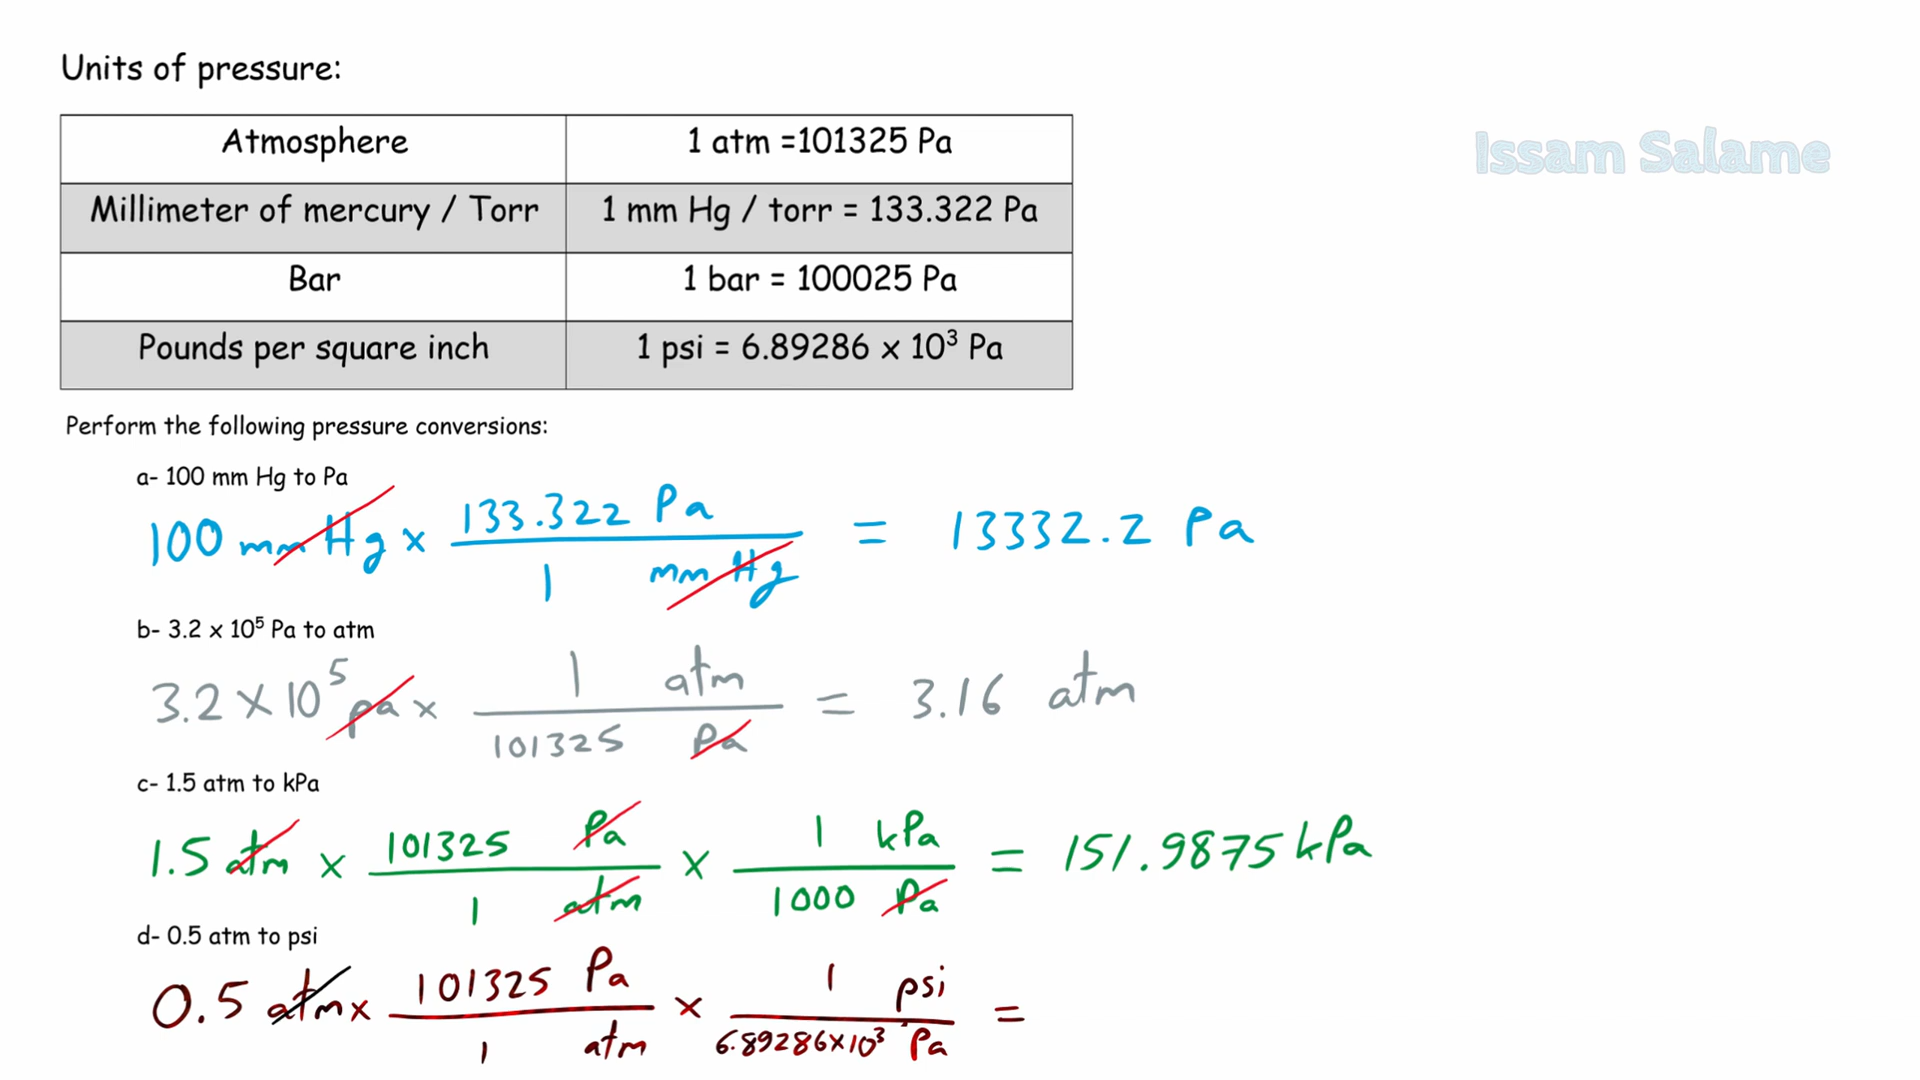 Units of pressure:
Issam Salame
Atmosphere 1 atm =101325 Pa
Millimeter of mercury / Torr 1 mm Hg / torr = 133.322 Pa
Bar 1 bar = 100025 Pa
Pounds per square inch 1 psi = 6.89286 x 10³ Pa
Perform the following pressure conversions:
a- 100 mm Hg to Pa
100 mm Hg × 133.322 Pa / 1 mm Hg = 13332.2 Pa
b- 3.2 x 10⁵ Pa to atm
3.2 × 10⁵ pa × 1 atm / 101325 Pa = 3.16 atm
c- 1.5 atm to kPa
1.5 atm × 101325 Pa / 1 atm × 1 kPa / 1000 Pa = 151.9875 kPa
d- 0.5 atm to psi
0.5 atm × 101325 Pa / 1 atm × 1 psi / 6.89286×10³ Pa =